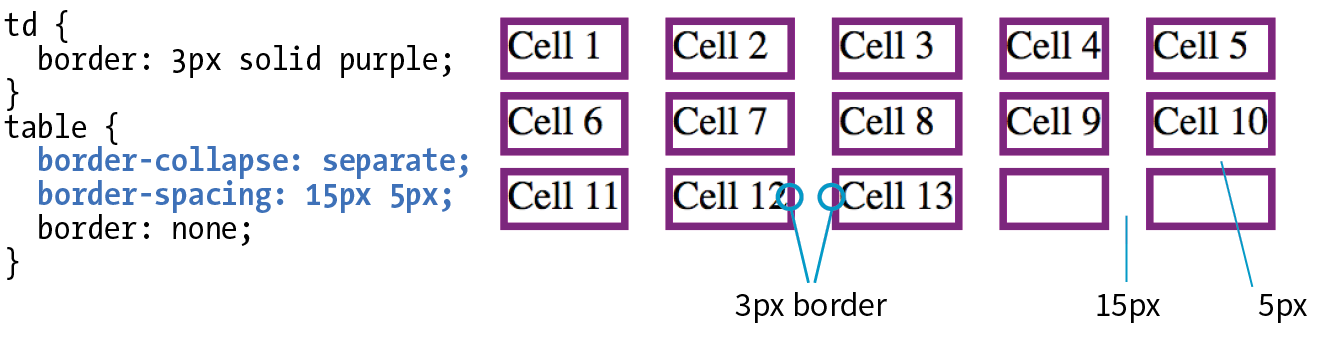 td {
  border: 3px solid purple;
}
table {
  border-collapse: separate;
  border-spacing: 15px 5px;
  border: none;
}
Cell 1 Cell 2 Cell 3 Cell 4 Cell 5
Cell 6 Cell 7 Cell 8 Cell 9 Cell 10
Cell 11 Cell 12 Cell 13
3px border 15px 5px